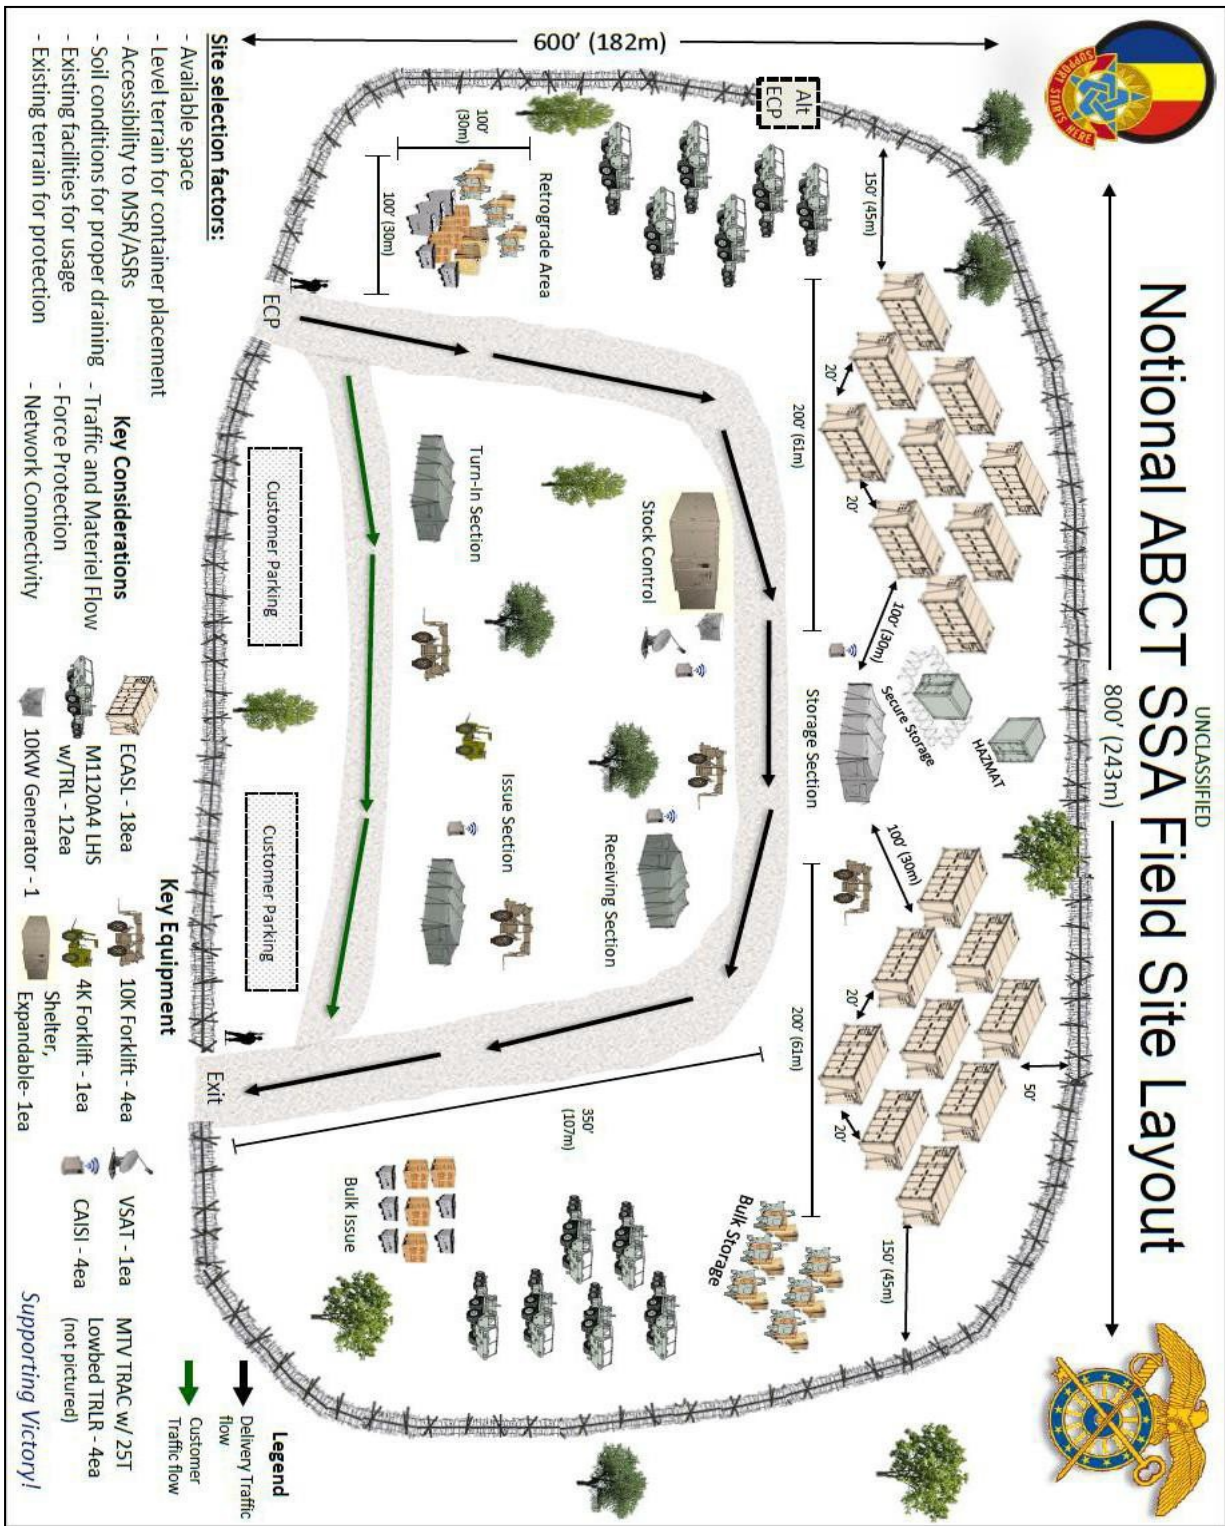 UNCLASSIFIED
Notional ABCT SSA Field Site Layout
800' (243m)
600' (182m)
SUPPORT STARTS HERE
Alt
ECP
150' (45m)
200' (61m)
20'
20'
100' (30m)
Secure Storage
HAZMAT
Storage Section
100' (30m)
200' (61m)
20'
20'
50'
150' (45m)
Bulk Storage
Retrograde Area
100'
(30m)
100' (30m)
Stock Control
Turn-In Section
Receiving Section
Issue Section
350'
(107m)
Bulk Issue
ECP
Customer Parking
Customer Parking
Exit
Site selection factors:
- Available space
- Level terrain for container placement
- Accessibility to MSR/ASRs
- Soil conditions for proper draining
- Existing facilities for usage
- Existing terrain for protection
Key Considerations
- Traffic and Materiel Flow
- Force Protection
- Network Connectivity
Key Equipment
ECASL - 18ea
M1120A4 LHS
w/TRL - 12ea
10KW Generator - 1
10K Forklift - 4ea
4K Forklift - 1ea
Shelter,
Expandable- 1ea
VSAT - 1ea
CAISI - 4ea
MTV TRAC w/ 25T
Lowbed TRLR - 4ea
(not pictured)
Legend
Delivery Traffic
flow
Customer
Traffic flow
Supporting Victory!